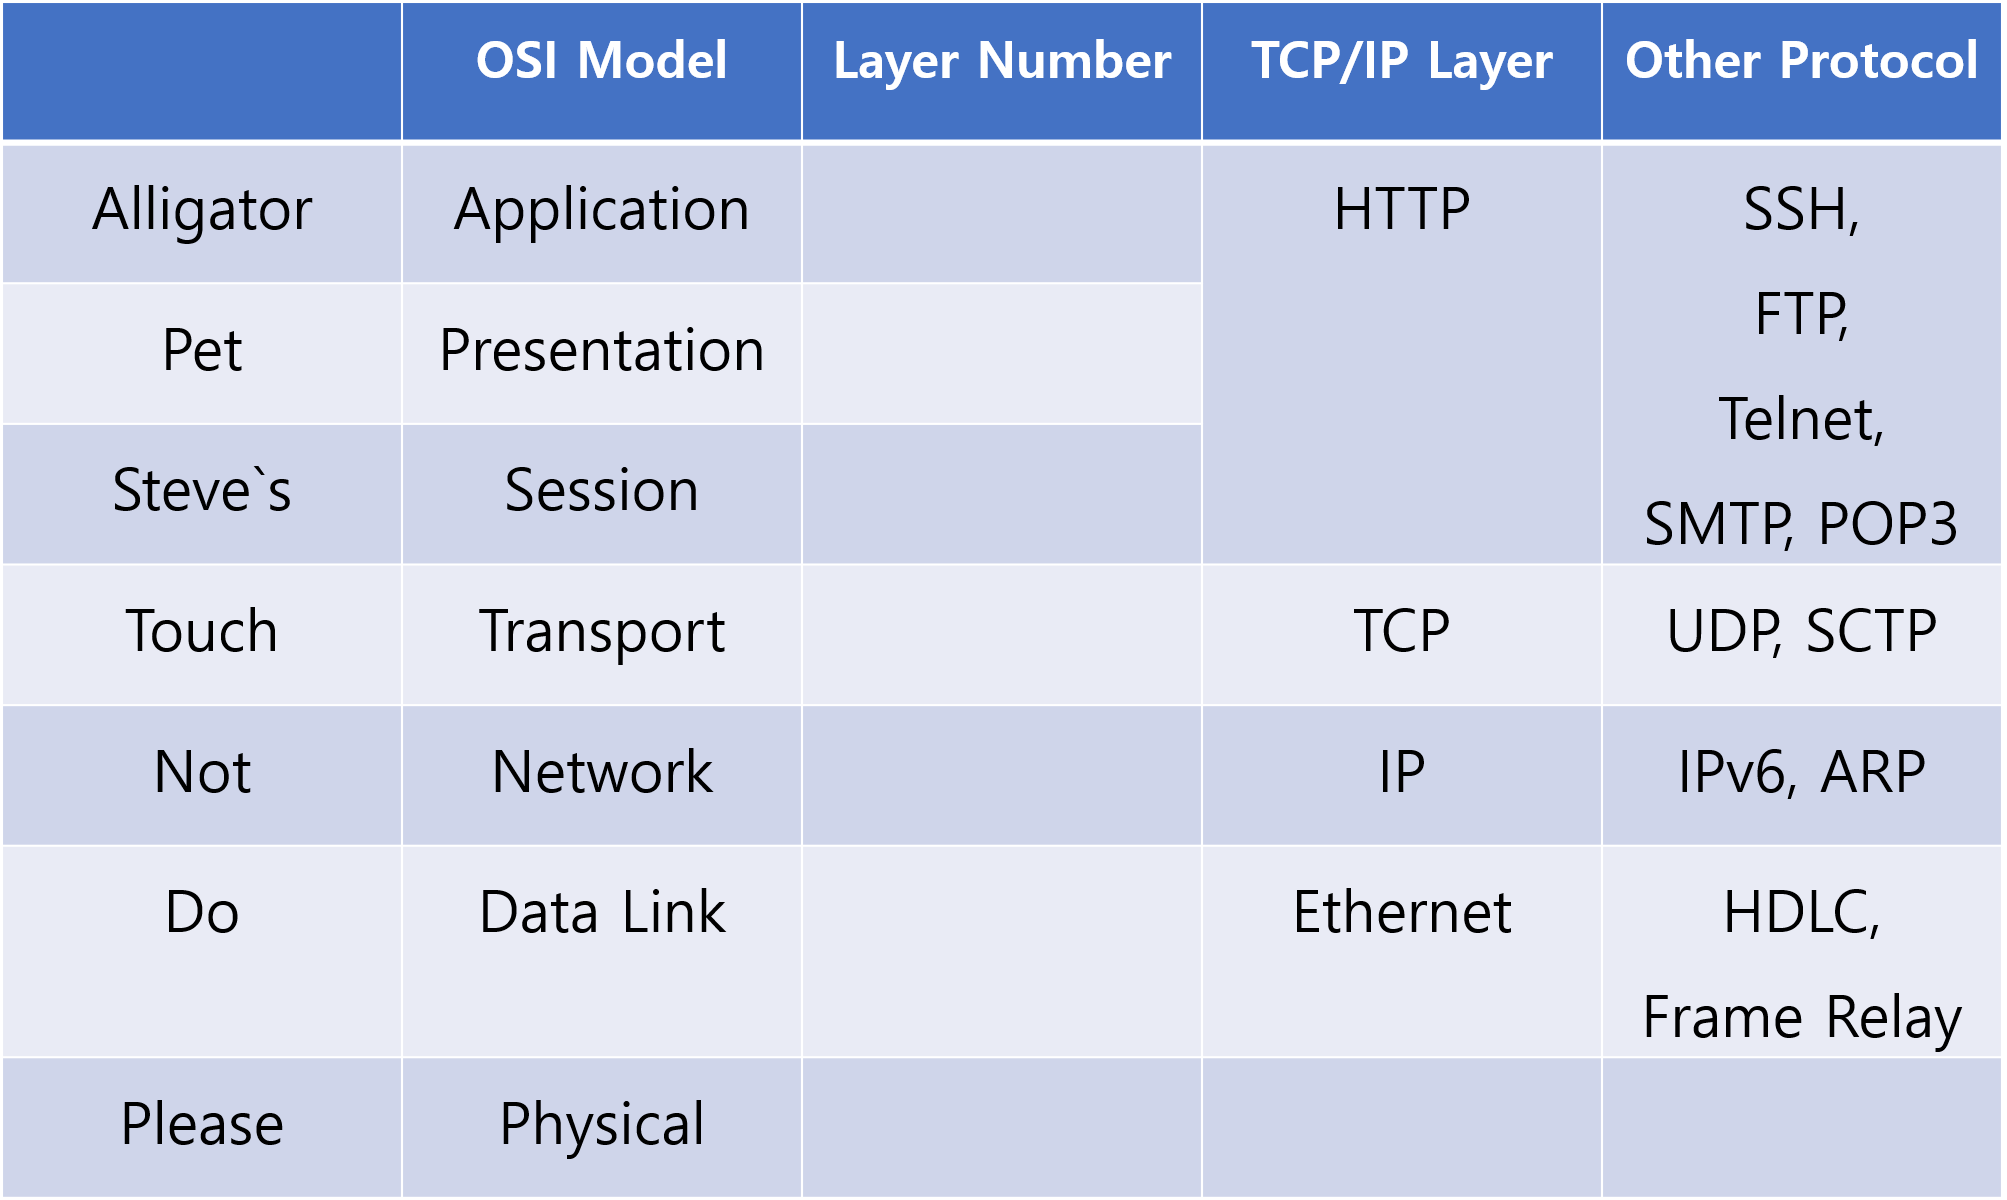 OSI Model Layer Number TCP/IP Layer Other Protocol
Alligator Application HTTP SSH,
FTP,
Pet Presentation
Telnet,
Steve`s Session
SMTP, POP3
Touch Transport TCP UDP, SCTP
Not Network IP IPv6, ARP
Do Data Link Ethernet HDLC,
Frame Relay
Please Physical